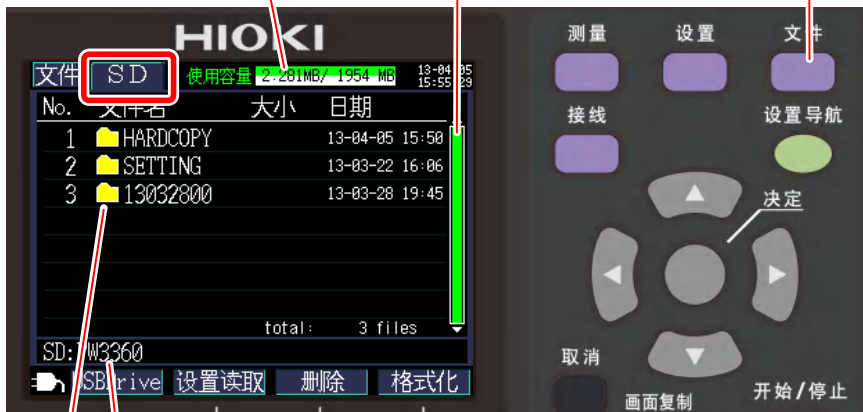 HIOKI
文件 SD 使用容量 2.281MB/ 1954 MB 13-04-05 15:55:29
No. 文件名 大小 日期
1 HARDCOPY 13-04-05 15:50
2 SETTING 13-03-22 16:06
3 13032800 13-03-28 19:45
total: 3 files
SD:PW3360
USBDrive 设置读取 删除 格式化
测量 设置 文件
接线 设置导航
决定
取消
画面复制 开始/停止